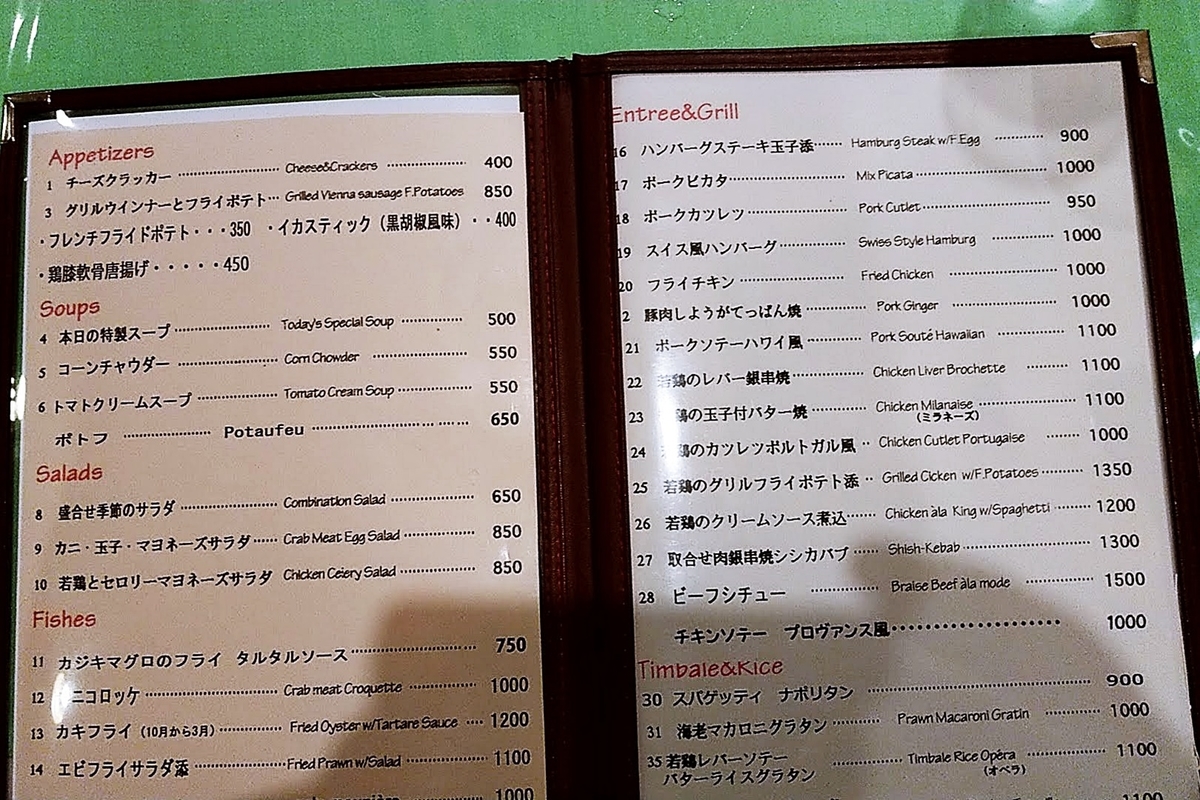 Appetizers
1 チーズクラッカー Cheese&Crackers 400
3 グリルウインナーとフライポテト Grilled Vienna sausage F.Potatoes 850
・フレンチフライドポテト・・・350 ・イカスティック（黒胡椒風味）・・400
・鶏膝軟骨唐揚げ・・・・・450
Soups
4 本日の特製スープ Today's Special Soup 500
5 コーンチャウダー Corn Chowder 550
6 トマトクリームスープ Tomato Cream Soup 550
ポトフ Potaufeu 650
Salads
8 盛合せ季節のサラダ Combination Salad 650
9 カニ・玉子・マヨネーズサラダ Crab Meat Egg Salad 850
10 若鶏とセロリーマヨネーズサラダ Chicken Celery Salad 850
Fishes
11 カジキマグロのフライ タルタルソース 750
12 ニコロッケ Crab meat Croquette 1000
13 カキフライ（10月から3月） Fried Oyster w/Tartare Sauce 1200
14 エビフライサラダ添 Fried Prawn w/Salad 1100
1000
Entree&Grill
16 ハンバーグステーキ玉子添 Hamburg Steak w/F.Egg 900
17 ポークピカタ Mix Picata 1000
18 ポークカツレツ Pork Cutlet 950
19 スイス風ハンバーグ Swiss Style Hamburg 1000
20 フライチキン Fried Chicken 1000
2 豚肉しようがてっぱん焼 Pork Ginger 1000
21 ポークソテーハワイ風 Pork Souté Hawaiian 1100
22 若鶏のレバー銀串焼 Chicken Liver Brochette 1100
23 鶏の玉子付バター焼 Chicken Milanaise 1100
(ミラネーズ)
24 鶏のカツレツポルトガル風 Chicken Cutlet Portugaise 1000
25 若鶏のグリルフライポテト添 Grilled Cicken w/F.Potatoes 1350
26 若鶏のクリームソース煮込 Chicken àla King w/Spaghetti 1200
27 取合せ肉銀串焼シシカバブ Shish-Kebab 1300
28 ビーフシチュー Braise Beef àla mode 1500
チキンソテー プロヴァンス風 1000
Timbale&Rice
30 スパゲッティ ナポリタン 900
31 海老マカロニグラタン Prawn Macaroni Gratin 1000
35 若鶏レバーソテー Timbale Rice Opéra 1100
バターライスグラタン (オペラ)
1100